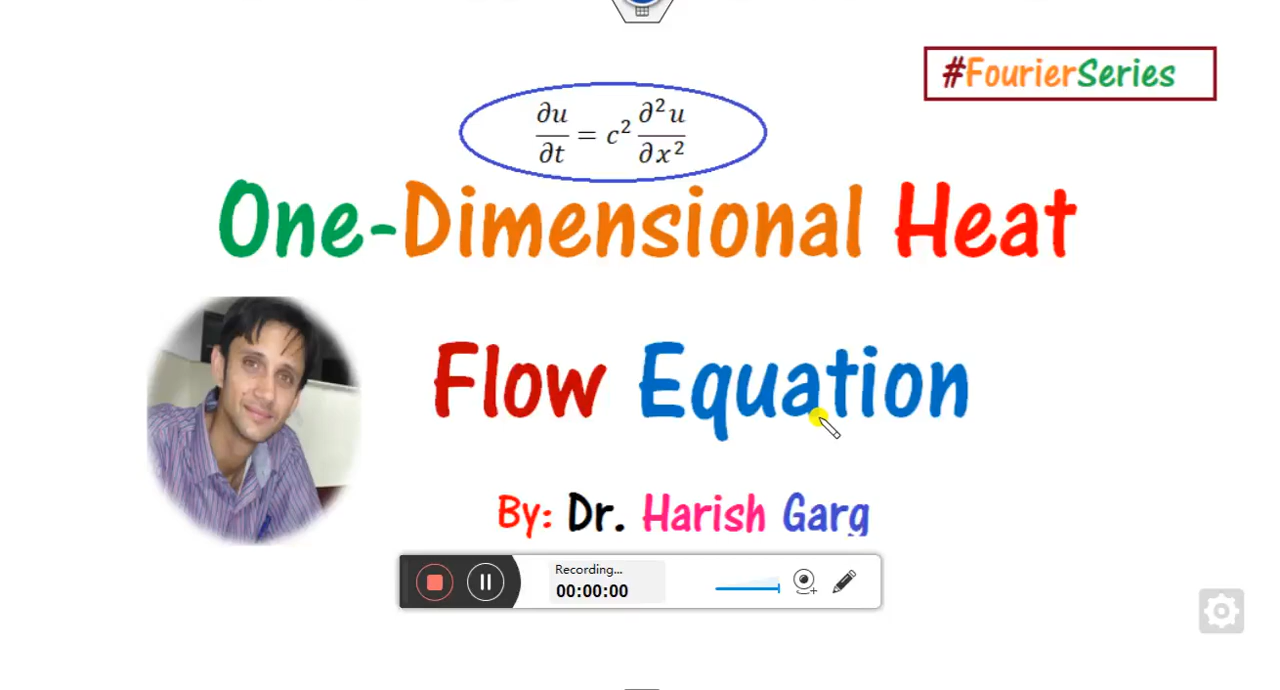 #FourierSeries
∂u/∂t = c² ∂²u/∂x²
One-Dimensional Heat
Flow Equation
By: Dr. Harish Garg
Recording...
00:00:00